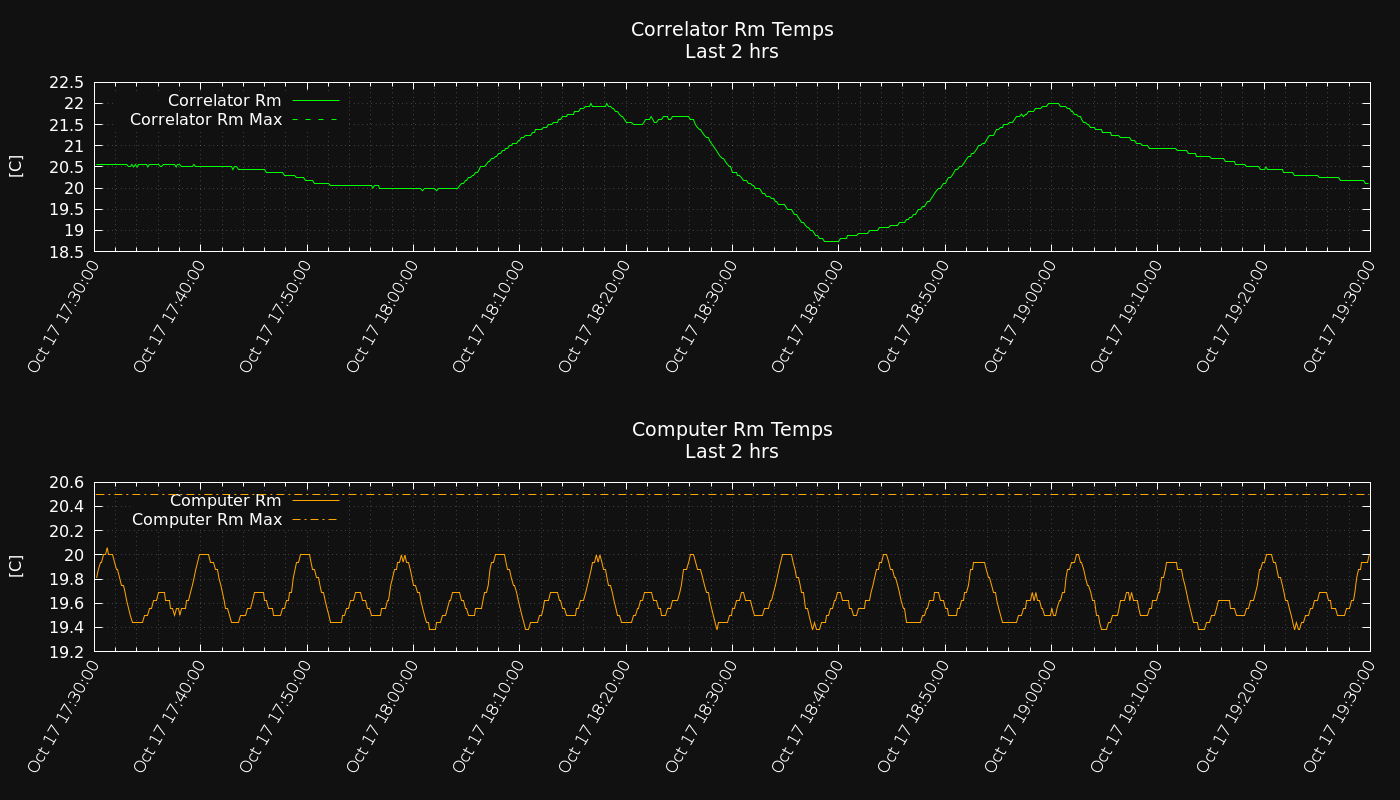 Correlator Rm Temps
Last 2 hrs
22.5
22
21.5
21
20.5
20
19.5
19
18.5
[C]
Correlator Rm
Correlator Rm Max
Oct 17 17:30:00
Oct 17 17:40:00
Oct 17 17:50:00
Oct 17 18:00:00
Oct 17 18:10:00
Oct 17 18:20:00
Oct 17 18:30:00
Oct 17 18:40:00
Oct 17 18:50:00
Oct 17 19:00:00
Oct 17 19:10:00
Oct 17 19:20:00
Oct 17 19:30:00
Computer Rm Temps
Last 2 hrs
20.6
20.4
20.2
20
19.8
19.6
19.4
19.2
[C]
Computer Rm
Computer Rm Max
Oct 17 17:30:00
Oct 17 17:40:00
Oct 17 17:50:00
Oct 17 18:00:00
Oct 17 18:10:00
Oct 17 18:20:00
Oct 17 18:30:00
Oct 17 18:40:00
Oct 17 18:50:00
Oct 17 19:00:00
Oct 17 19:10:00
Oct 17 19:20:00
Oct 17 19:30:00